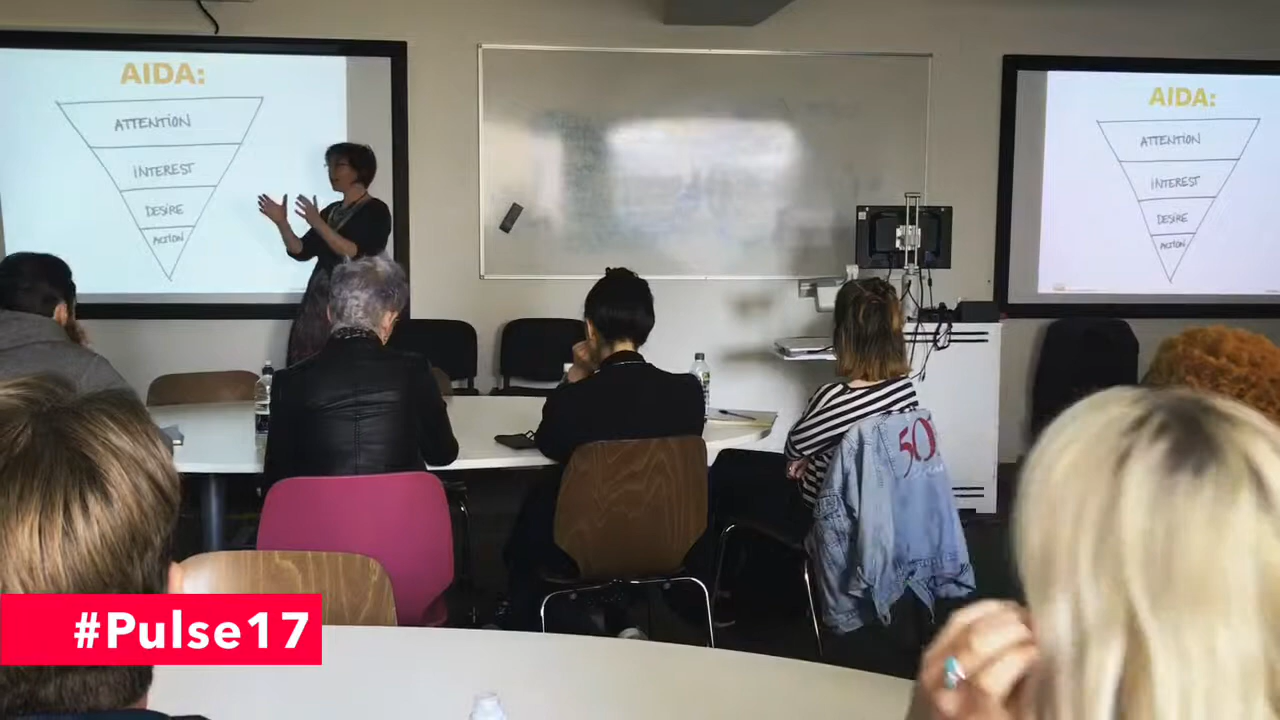 AIDA:
ATTENTION
INTEREST
DESIRE
ACTION
AIDA:
ATTENTION
INTEREST
DESIRE
ACTION
50
#Pulse17